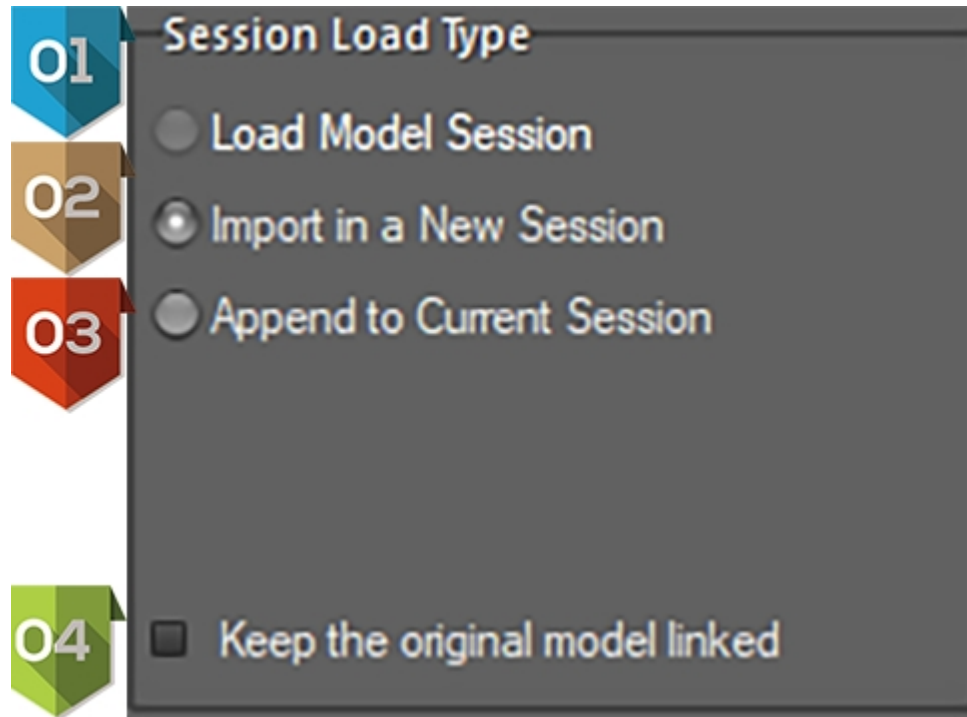 Session Load Type
01 Load Model Session
02 Import in a New Session
03 Append to Current Session
04 Keep the original model linked